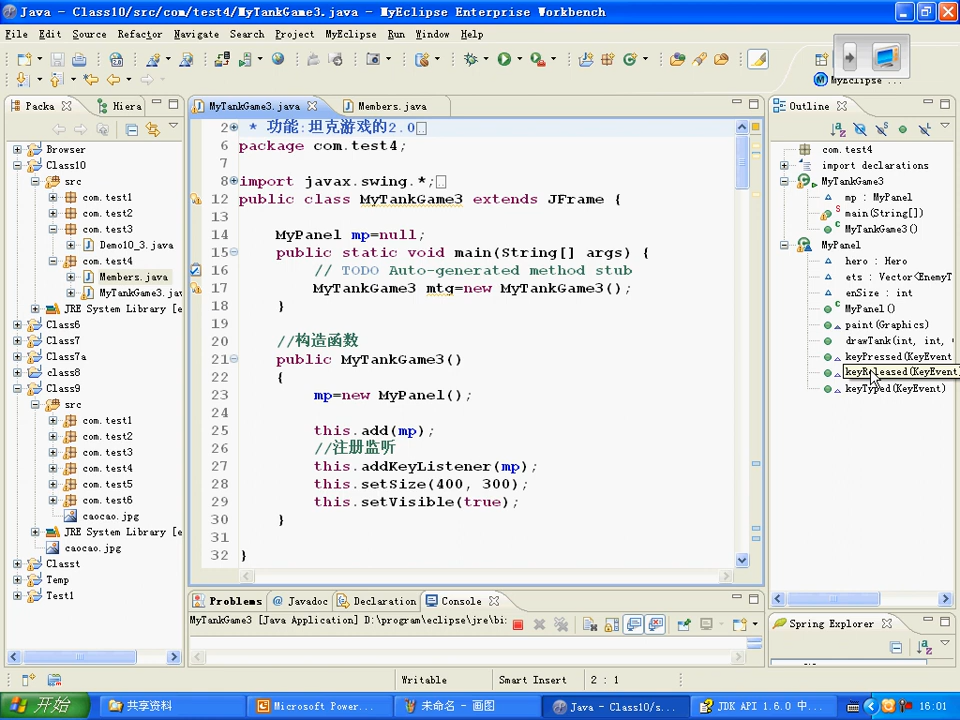 Java - Class10/src/com/test4/MyTankGame3.java - MyEclipse Enterprise Workbench
File Edit Source Refactor Navigate Search Project MyEclipse Run Window Help
MyEclipse ...
Packa
Hiera
Browser
Class10
src
com.test1
com.test2
com.test3
Demo10_3.java
com.test4
Members.java
MyTankGame3.jav
JRE System Library [e
Class6
Class7
Class7a
class8
Class9
src
com.test1
com.test2
com.test3
com.test4
com.test5
com.test6
caocao.jpg
JRE System Library [e
caocao.jpg
Classt
Temp
Test1
MyTankGame3.java
Members.java
2 * 功能:坦克游戏的2.0
6 package com.test4;
7
8 import javax.swing.*;
12 public class MyTankGame3 extends JFrame {
13
14 MyPanel mp=null;
15 public static void main(String[] args) {
16 // TODO Auto-generated method stub
17 MyTankGame3 mtg=new MyTankGame3();
18 }
19
20 //构造函数
21 public MyTankGame3()
22 {
23 mp=new MyPanel();
24
25 this.add(mp);
26 //注册监听
27 this.addKeyListener(mp);
28 this.setSize(400, 300);
29 this.setVisible(true);
30 }
31
32 }
Outline
com.test4
import declarations
MyTankGame3
mp : MyPanel
main(String[])
MyTankGame3()
MyPanel
hero : Hero
ets : Vector<EnemyT
enSize : int
MyPanel()
paint(Graphics)
drawTank(int, int,
keyPressed(KeyEvent
keyReleased(KeyEvent)
keyTyped(KeyEvent)
Problems
Javadoc
Declaration
Console
MyTankGame3 [Java Application] D:\program\eclipse\jre\bi
Spring Explorer
Writable
Smart Insert
2 : 1
开始
共享资料
Microsoft Power...
未命名 - 画图
Java - Class10/s...
JDK API 1.6.0 中...
16:01